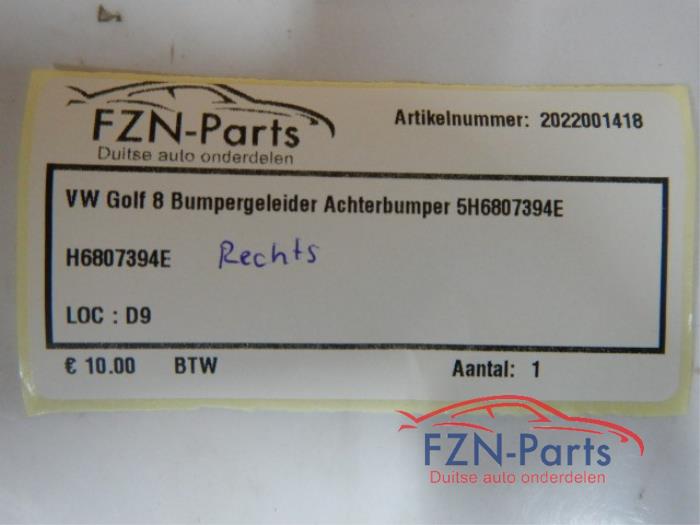 FZN-Parts
Duitse auto onderdelen
Artikelnummer: 2022001418
VW Golf 8 Bumpergeleider Achterbumper 5H6807394E
H6807394E Rechts
LOC : D9
€ 10.00 BTW Aantal: 1
FZN-Parts
Duitse auto onderdelen